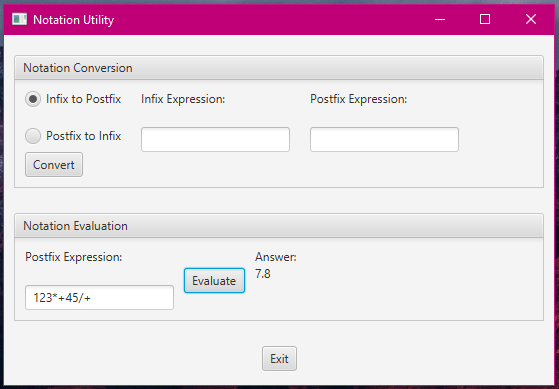 Notation Utility
Notation Conversion
Infix to Postfix
Infix Expression:
Postfix Expression:
Postfix to Infix
Convert
Notation Evaluation
Postfix Expression:
Answer:
7.8
Evaluate
123*+45/+
Exit